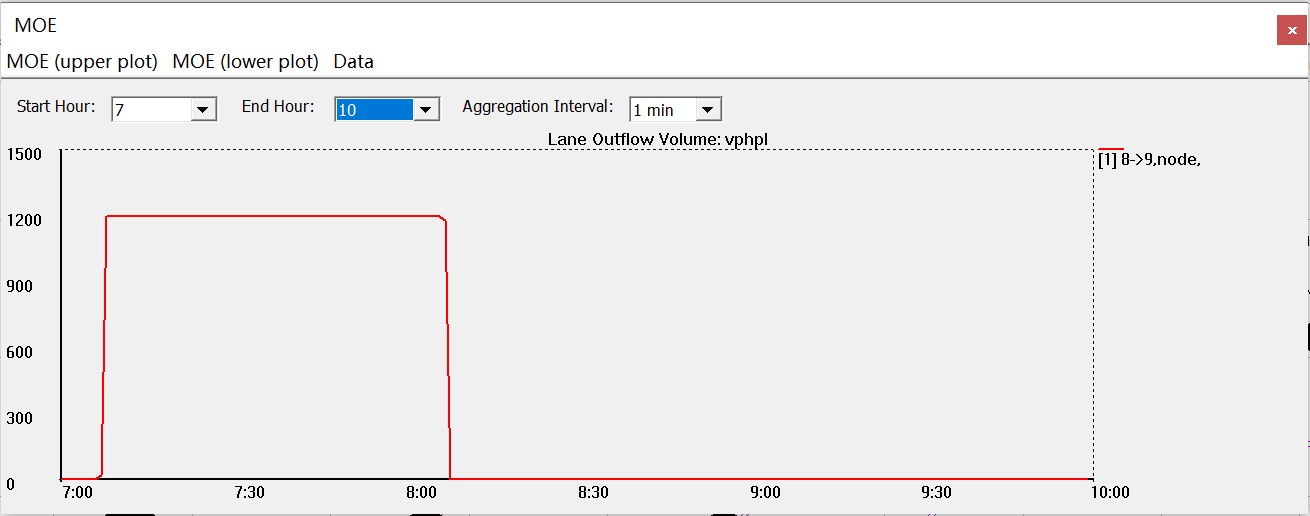 MOE
×
MOE (upper plot) MOE (lower plot) Data
Start Hour: 7 End Hour: 10 Aggregation Interval: 1 min
Lane Outflow Volume: vphpl
1500
[1] 8->9,node,
1200
900
600
300
0
7:00 7:30 8:00 8:30 9:00 9:30 10:00